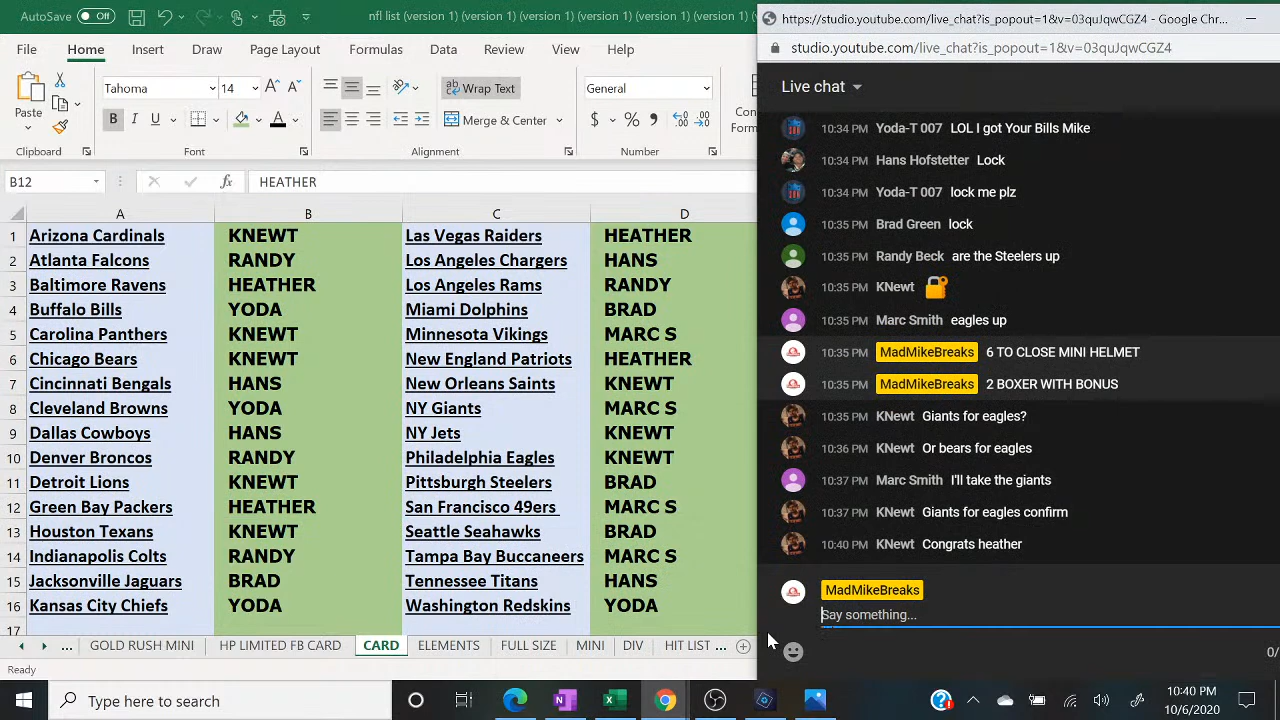 AutoSave Off nfl list (version 1) (version 1) - Excel
File Home Insert Draw Page Layout Formulas Data Review View Help
Paste
Tahoma 14
B I U
Wrap Text
Merge & Center
General
$ % 9
Con
Form
Clipboard Font Alignment Number
B12 HEATHER
A B C D
1 Arizona Cardinals KNEWT Las Vegas Raiders HEATHER
2 Atlanta Falcons RANDY Los Angeles Chargers HANS
3 Baltimore Ravens HEATHER Los Angeles Rams RANDY
4 Buffalo Bills YODA Miami Dolphins BRAD
5 Carolina Panthers KNEWT Minnesota Vikings MARC S
6 Chicago Bears KNEWT New England Patriots HEATHER
7 Cincinnati Bengals HANS New Orleans Saints KNEWT
8 Cleveland Browns YODA NY Giants MARC S
9 Dallas Cowboys HANS NY Jets KNEWT
10 Denver Broncos RANDY Philadelphia Eagles KNEWT
11 Detroit Lions KNEWT Pittsburgh Steelers BRAD
12 Green Bay Packers HEATHER San Francisco 49ers MARC S
13 Houston Texans KNEWT Seattle Seahawks BRAD
14 Indianapolis Colts RANDY Tampa Bay Buccaneers MARC S
15 Jacksonville Jaguars BRAD Tennessee Titans HANS
16 Kansas City Chiefs YODA Washington Redskins YODA
17
... GOLD RUSH MINI HP LIMITED FB CARD CARD ELEMENTS FULL SIZE MINI DIV HIT LIST ...
Ready
https://studio.youtube.com/live_chat?is_popout=1&v=03quJqwCGZ4 - Google Chr...
studio.youtube.com/live_chat?is_popout=1&v=03quJqwCGZ4
Live chat
10:34 PM Yoda-T 007 LOL I got Your Bills Mike
10:34 PM Hans Hofstetter Lock
10:34 PM Yoda-T 007 lock me plz
10:35 PM Brad Green lock
10:35 PM Randy Beck are the Steelers up
10:35 PM KNewt
10:35 PM Marc Smith eagles up
10:35 PM MadMikeBreaks 6 TO CLOSE MINI HELMET
10:35 PM MadMikeBreaks 2 BOXER WITH BONUS
10:35 PM KNewt Giants for eagles?
10:36 PM KNewt Or bears for eagles
10:37 PM Marc Smith I'll take the giants
10:37 PM KNewt Giants for eagles confirm
10:40 PM KNewt Congrats heather
MadMikeBreaks
Say something...
0/
Type here to search
10:40 PM
10/6/2020